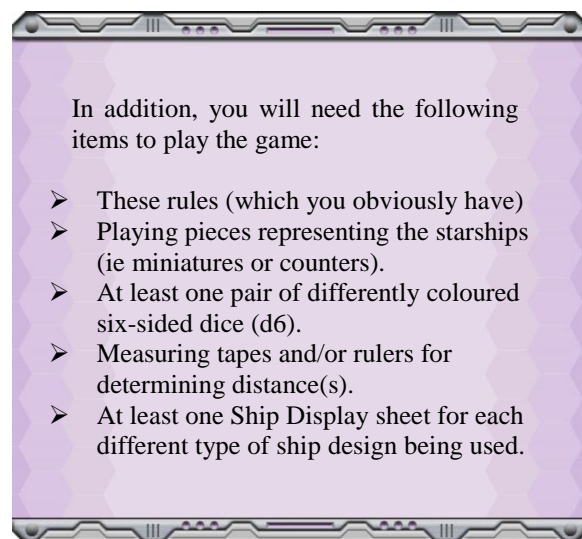 In addition, you will need the following
items to play the game:
➢ These rules (which you obviously have)
➢ Playing pieces representing the starships
(ie miniatures or counters).
➢ At least one pair of differently coloured
six-sided dice (d6).
➢ Measuring tapes and/or rulers for
determining distance(s).
➢ At least one Ship Display sheet for each
different type of ship design being used.